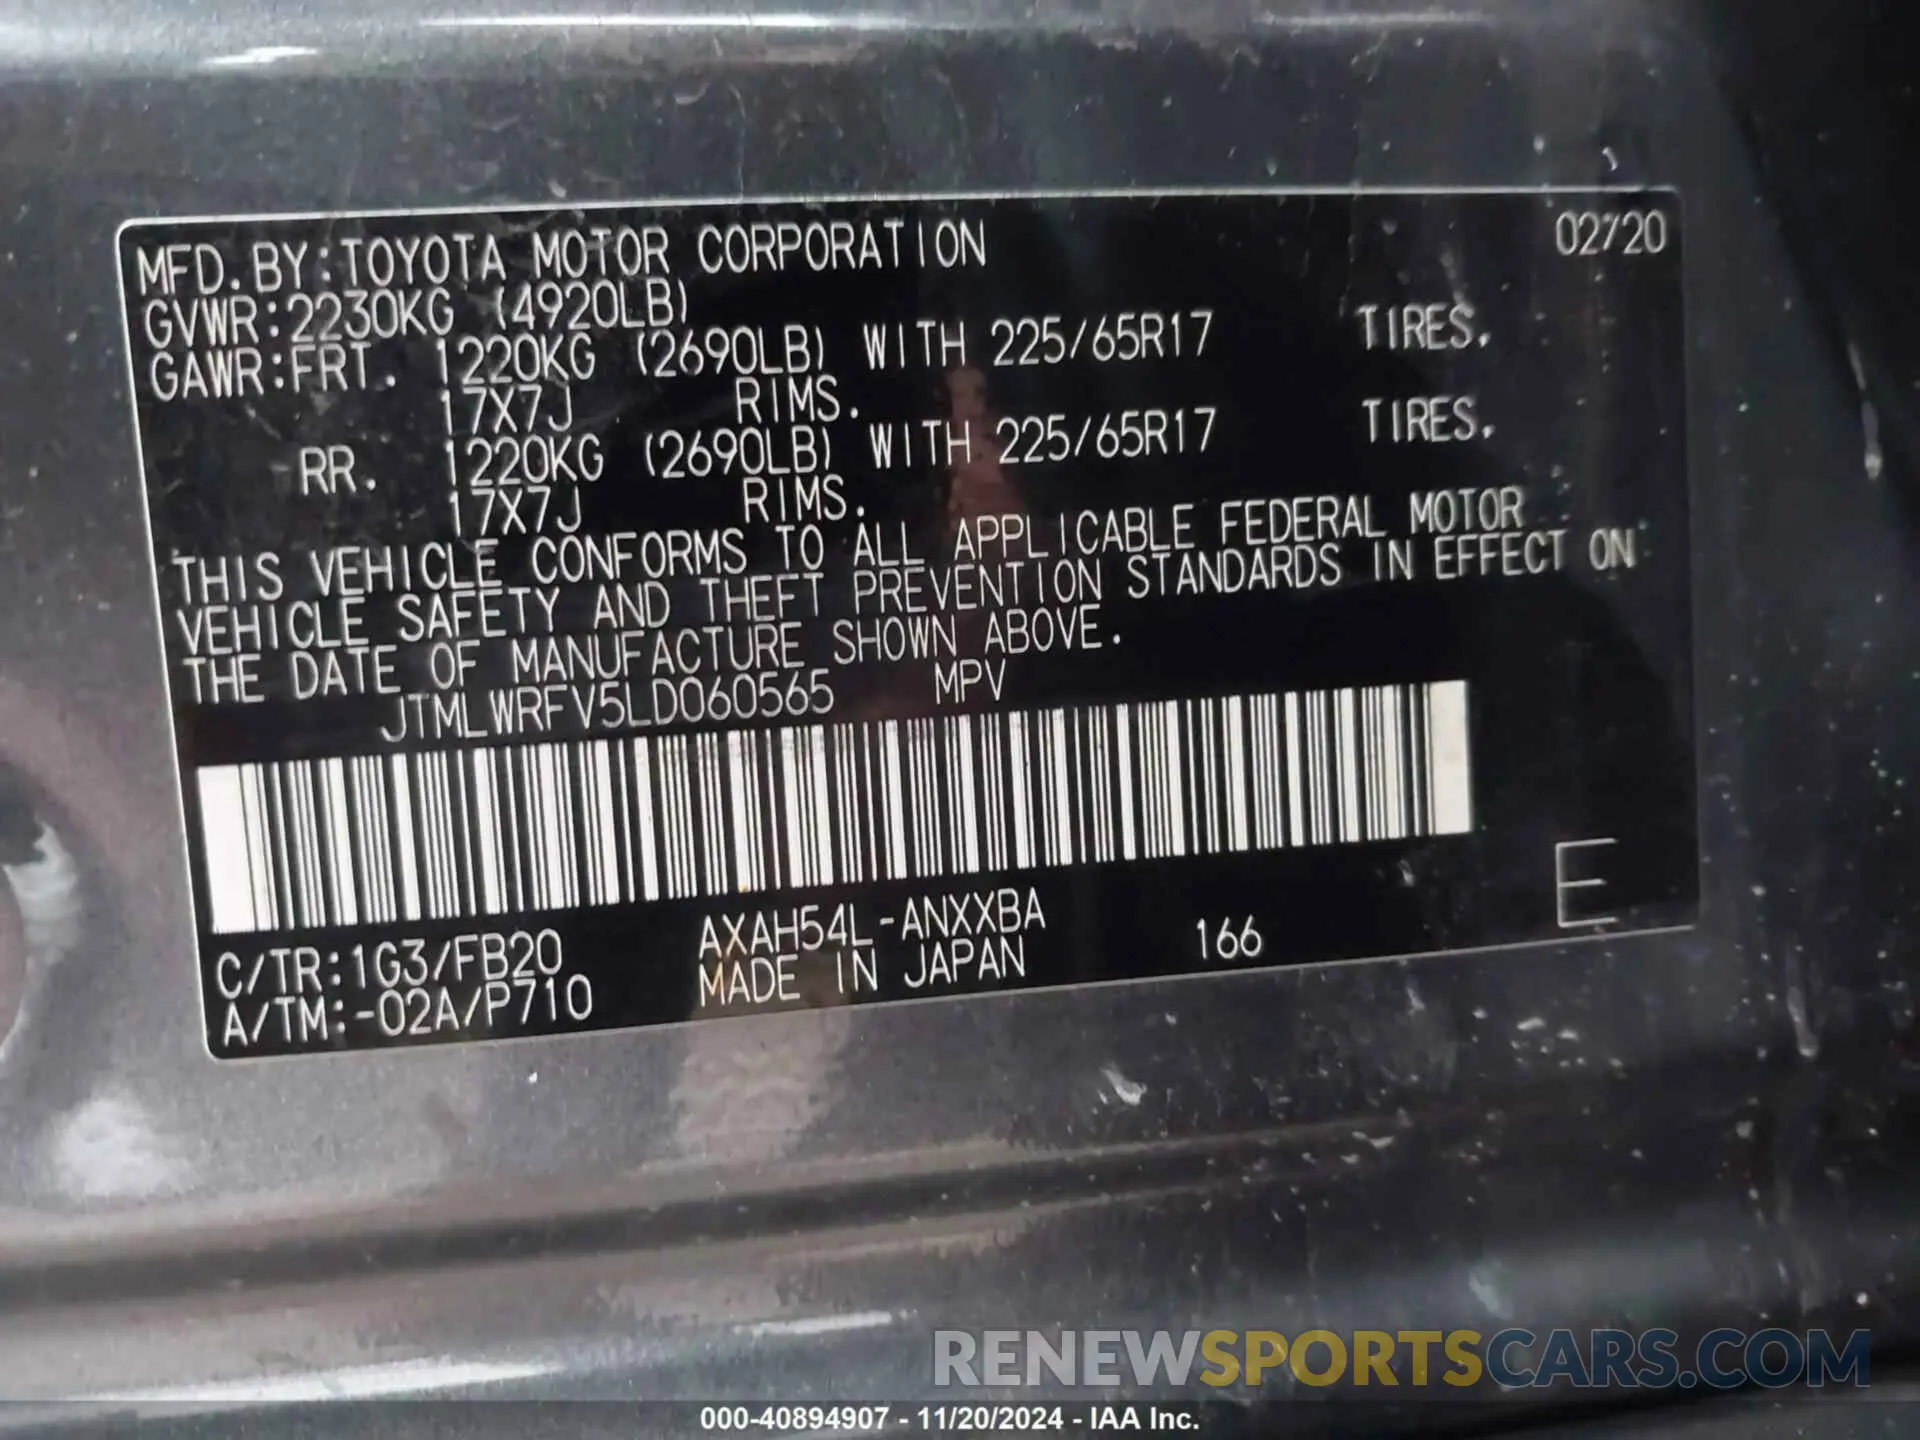 MFD. BY:TOYOTA MOTOR CORPORATION 02/20
GVWR:2230KG (4920LB)
GAWR:FRT. 1220KG (2690LB) WITH 225/65R17 TIRES.
17X7J RIMS.
RR. 1220KG (2690LB) WITH 225/65R17 TIRES.
17X7J RIMS.
THIS VEHICLE CONFORMS TO ALL APPLICABLE FEDERAL MOTOR
VEHICLE SAFETY AND THEFT PREVENTION STANDARDS IN EFFECT ON
THE DATE OF MANUFACTURE SHOWN ABOVE.
JTMLWRFV5LD060565 MPV
C/TR:1G3/FB20 AXAH54L-ANXXBA 166 E
A/TM:-02A/P710 MADE IN JAPAN
RENEWSPORTSCARS.COM
000-40894907 - 11/20/2024 - IAA Inc.